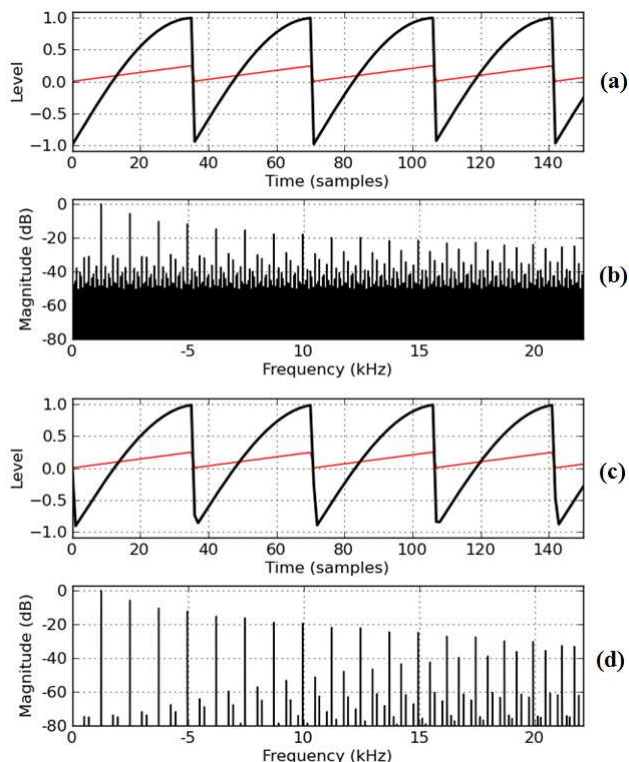 1.0
0.5
0.0
−0.5
−1.0
Level
0 20 40 60 80 100 120 140
Time (samples)
(a)
0
-20
-40
-60
-80
Magnitude (dB)
0 -5 10 15 20
Frequency (kHz)
(b)
1.0
0.5
0.0
−0.5
−1.0
Level
0 20 40 60 80 100 120 140
Time (samples)
(c)
0
-20
-40
-60
-80
Magnitude (dB)
0 -5 10 15 20
Frequency (kHz)
(d)